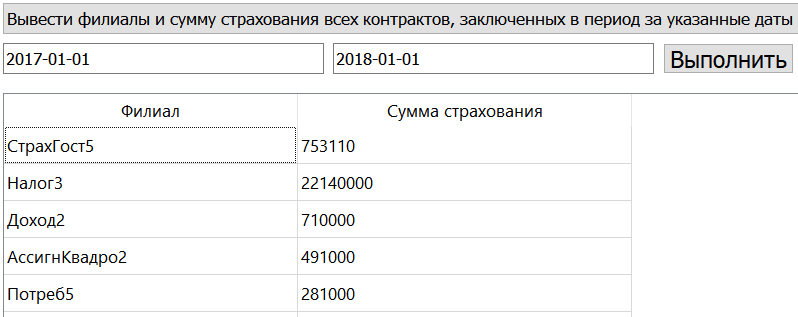 Вывести филиалы и сумму страхования всех контрактов, заключенных в период за указанные даты
2017-01-01 2018-01-01 Выполнить
Филиал Сумма страхования
СтрахГост5 753110
Налог3 22140000
Доход2 710000
АссигнКвадро2 491000
Потреб5 281000